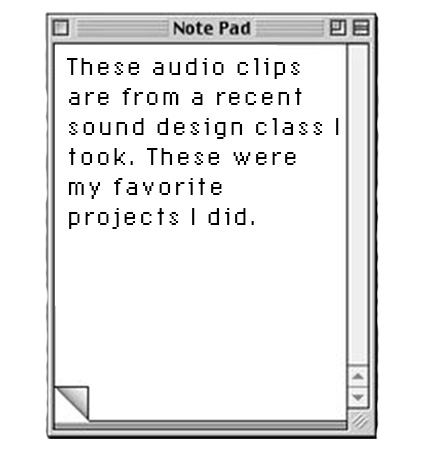 Note Pad
These audio clips
are from a recent
sound design class I
took. These were
my favorite
projects I did.